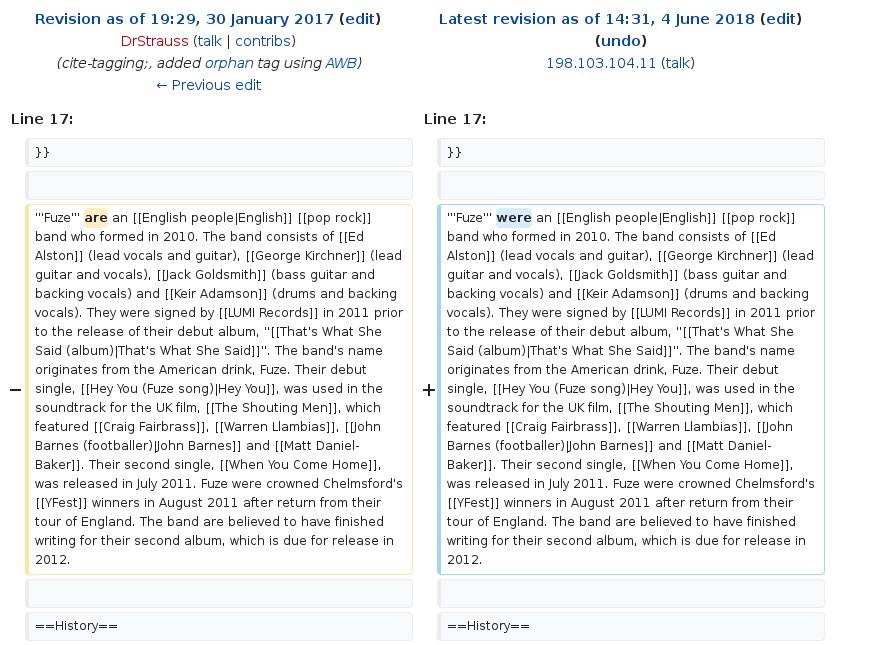 Revision as of 19:29, 30 January 2017 (edit)
DrStrauss (talk | contribs)
(cite-tagging;, added orphan tag using AWB)
← Previous edit
Latest revision as of 14:31, 4 June 2018 (edit)
(undo)
198.103.104.11 (talk)
Line 17:
Line 17:
}}
}}
−
'''Fuze''' are an [[English people|English]] [[pop rock]]
band who formed in 2010. The band consists of [[Ed
Alston]] (lead vocals and guitar), [[George Kirchner]] (lead
guitar and vocals), [[Jack Goldsmith]] (bass guitar and
backing vocals) and [[Keir Adamson]] (drums and backing
vocals). They were signed by [[LUMI Records]] in 2011 prior
to the release of their debut album, ''[[That's What She
Said (album)|That's What She Said]]''. The band's name
originates from the American drink, Fuze. Their debut
single, [[Hey You (Fuze song)|Hey You]], was used in the
soundtrack for the UK film, [[The Shouting Men]], which
featured [[Craig Fairbrass]], [[Warren Llambias]], [[John
Barnes (footballer)|John Barnes]] and [[Matt Daniel-
Baker]]. Their second single, [[When You Come Home]],
was released in July 2011. Fuze were crowned Chelmsford's
[[YFest]] winners in August 2011 after return from their
tour of England. The band are believed to have finished
writing for their second album, which is due for release in
2012.
+
'''Fuze''' were an [[English people|English]] [[pop rock]]
band who formed in 2010. The band consists of [[Ed
Alston]] (lead vocals and guitar), [[George Kirchner]] (lead
guitar and vocals), [[Jack Goldsmith]] (bass guitar and
backing vocals) and [[Keir Adamson]] (drums and backing
vocals). They were signed by [[LUMI Records]] in 2011 prior
to the release of their debut album, ''[[That's What She
Said (album)|That's What She Said]]''. The band's name
originates from the American drink, Fuze. Their debut
single, [[Hey You (Fuze song)|Hey You]], was used in the
soundtrack for the UK film, [[The Shouting Men]], which
featured [[Craig Fairbrass]], [[Warren Llambias]], [[John
Barnes (footballer)|John Barnes]] and [[Matt Daniel-
Baker]]. Their second single, [[When You Come Home]],
was released in July 2011. Fuze were crowned Chelmsford's
[[YFest]] winners in August 2011 after return from their
tour of England. The band are believed to have finished
writing for their second album, which is due for release in
2012.
==History==
==History==